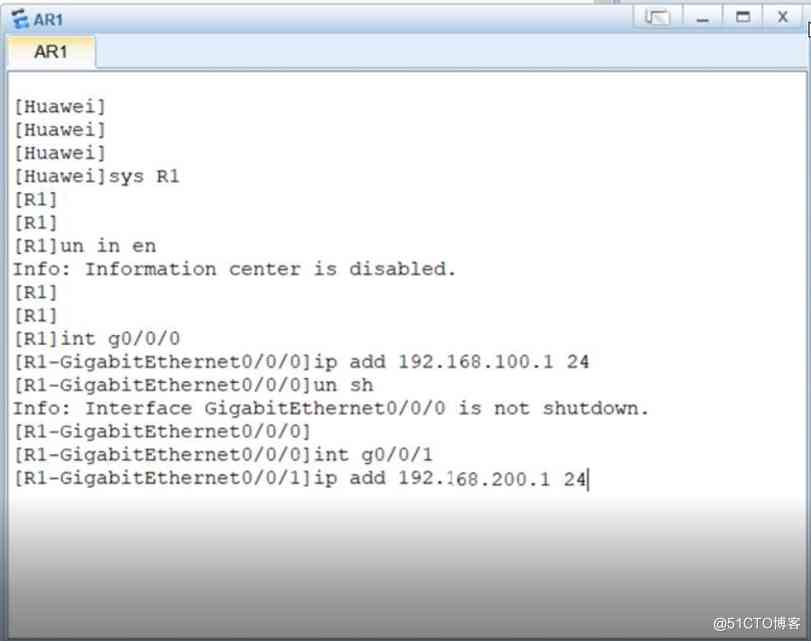 AR1
AR1
[Huawei]
[Huawei]
[Huawei]
[Huawei]sys R1
[R1]
[R1]
[R1]un in en
Info: Information center is disabled.
[R1]
[R1]
[R1]int g0/0/0
[R1-GigabitEthernet0/0/0]ip add 192.168.100.1 24
[R1-GigabitEthernet0/0/0]un sh
Info: Interface GigabitEthernet0/0/0 is not shutdown.
[R1-GigabitEthernet0/0/0]
[R1-GigabitEthernet0/0/0]int g0/0/1
[R1-GigabitEthernet0/0/1]ip add 192.168.200.1 24
@51CTO博客